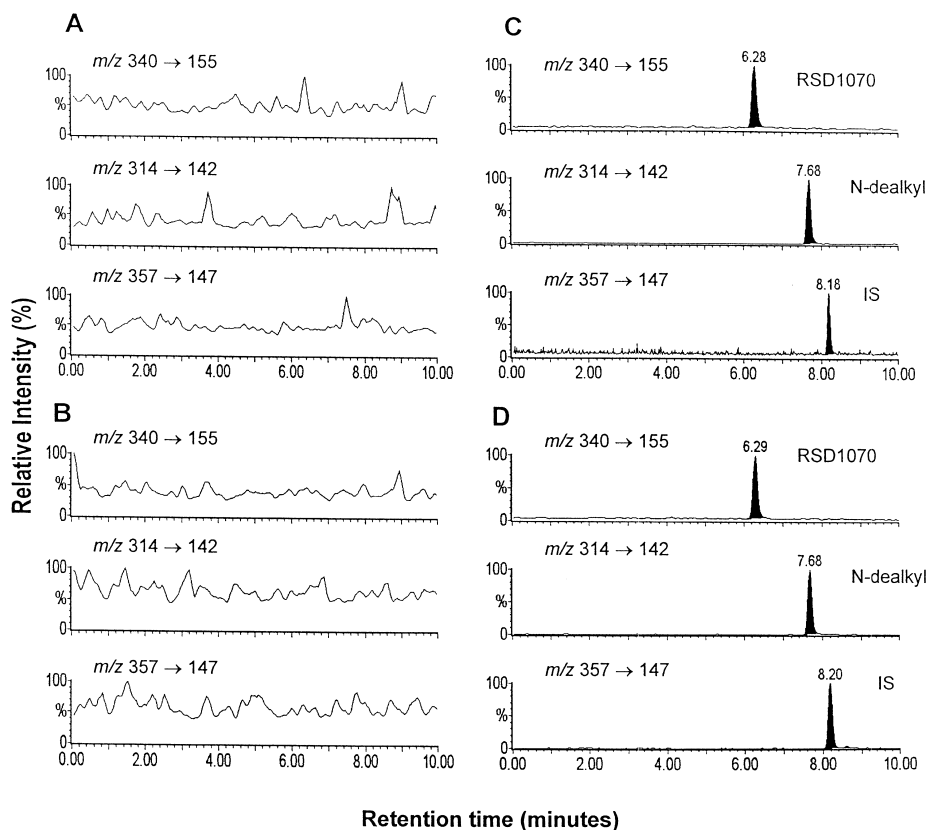 A
m/z 340 → 155
100
%
0
m/z 314 → 142
100
%
0
m/z 357 → 147
100
%
0
0.00 2.00 4.00 6.00 8.00 10.00
B
m/z 340 → 155
100
%
0
m/z 314 → 142
100
%
0
m/z 357 → 147
100
%
0
0.00 2.00 4.00 6.00 8.00 10.00
C
m/z 340 → 155
6.28
RSD1070
100
%
0
m/z 314 → 142
7.68
N-dealkyl
100
%
0
m/z 357 → 147
8.18
IS
100
%
0
0.00 2.00 4.00 6.00 8.00 10.00
D
m/z 340 → 155
6.29
RSD1070
100
%
0
m/z 314 → 142
7.68
N-dealkyl
100
%
0
m/z 357 → 147
8.20
IS
100
%
0
0.00 2.00 4.00 6.00 8.00 10.00
Relative Intensity (%)
Retention time (minutes)